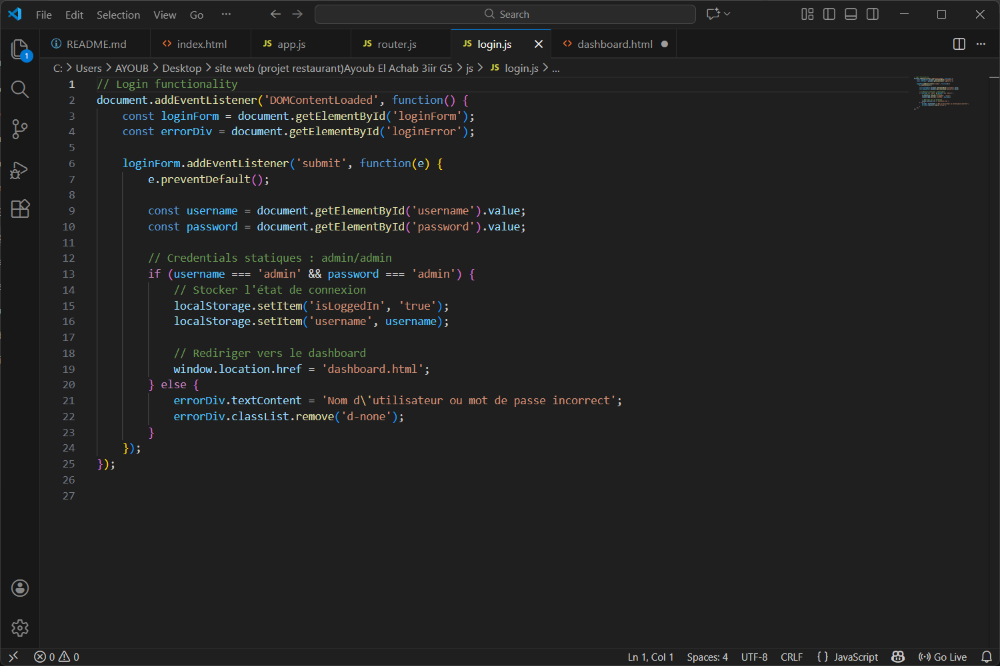 File Edit Selection View Go ··· Search
README.md index.html JS app.js JS router.js JS login.js dashboard.html
1
C: > Users > AYOUB > Desktop > site web (projet restaurant)Ayoub El Achab 3iir G5 > js > JS login.js > ...
1 // Login functionality
2 document.addEventListener('DOMContentLoaded', function() {
3 const loginForm = document.getElementById('loginForm');
4 const errorDiv = document.getElementById('loginError');
5
6 loginForm.addEventListener('submit', function(e) {
7 e.preventDefault();
8
9 const username = document.getElementById('username').value;
10 const password = document.getElementById('password').value;
11
12 // Credentials statiques : admin/admin
13 if (username === 'admin' && password === 'admin') {
14 // Stocker l'état de connexion
15 localStorage.setItem('isLoggedIn', 'true');
16 localStorage.setItem('username', username);
17
18 // Rediriger vers le dashboard
19 window.location.href = 'dashboard.html';
20 } else {
21 errorDiv.textContent = 'Nom d\'utilisateur ou mot de passe incorrect';
22 errorDiv.classList.remove('d-none');
23 }
24 });
25 });
26
27
0 0 Ln 1, Col 1 Spaces: 4 UTF-8 CRLF { } JavaScript Go Live